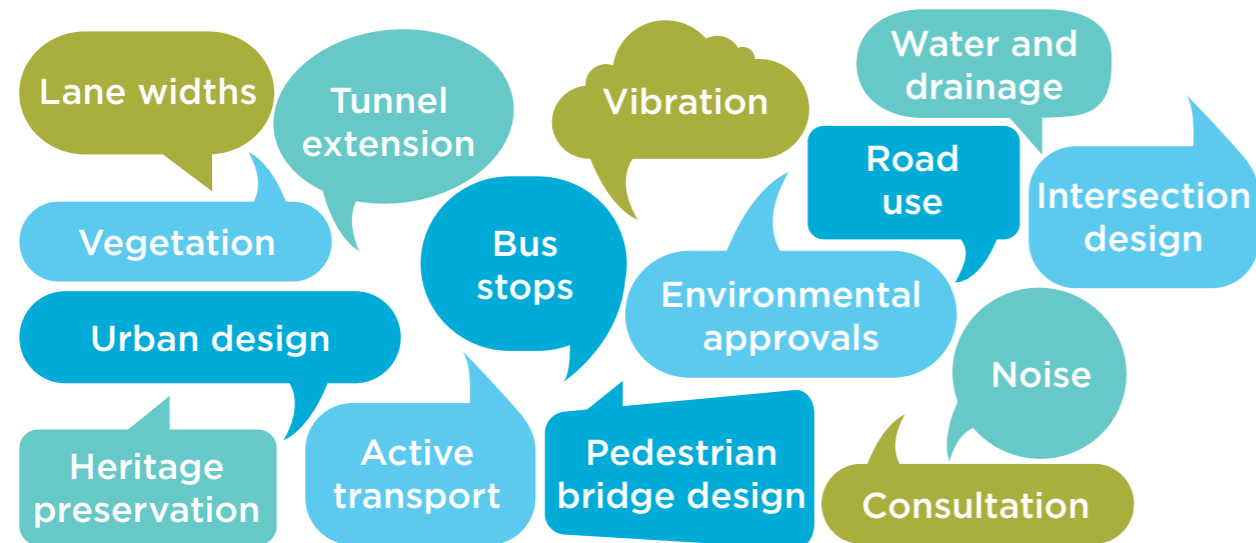 Lane widths
Tunnel
extension
Vibration
Water and
drainage
Road
use
Intersection
design
Vegetation
Bus
stops
Environmental
approvals
Urban design
Noise
Heritage
preservation
Active
transport
Pedestrian
bridge design
Consultation